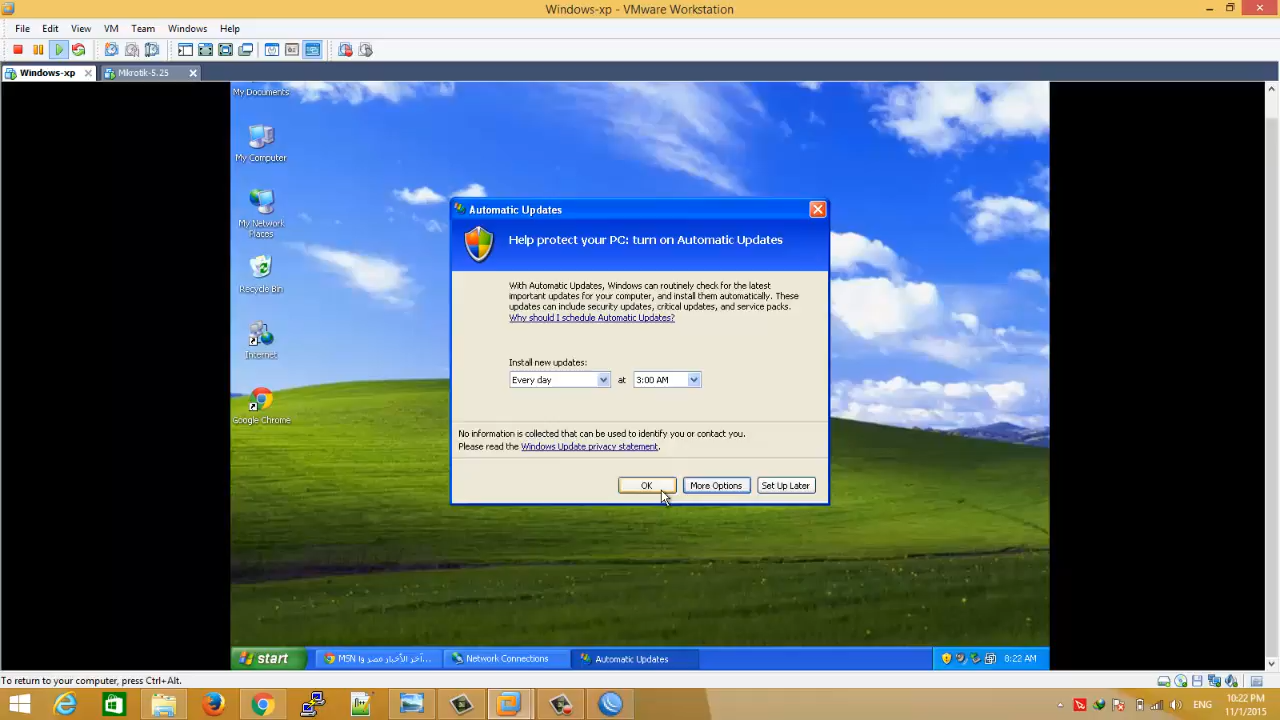 Windows-xp - VMware Workstation
File Edit View VM Team Windows Help
Windows-xp Mikrotik-5.25
My Documents
My Computer
My Network
Places
Recycle Bin
Internet
Google Chrome
Automatic Updates
Help protect your PC: turn on Automatic Updates
With Automatic Updates, Windows can routinely check for the latest
important updates for your computer, and install them automatically. These
updates can include security updates, critical updates, and service packs.
Why should I schedule Automatic Updates?
Install new updates:
Every day at 3:00 AM
No information is collected that can be used to identify you or contact you.
Please read the Windows Update privacy statement.
OK More Options Set Up Later
start MSN آخر الأخبار مصر وا... Network Connections Automatic Updates 8:22 AM
To return to your computer, press Ctrl+Alt.
ENG 10:22 PM
11/1/2015